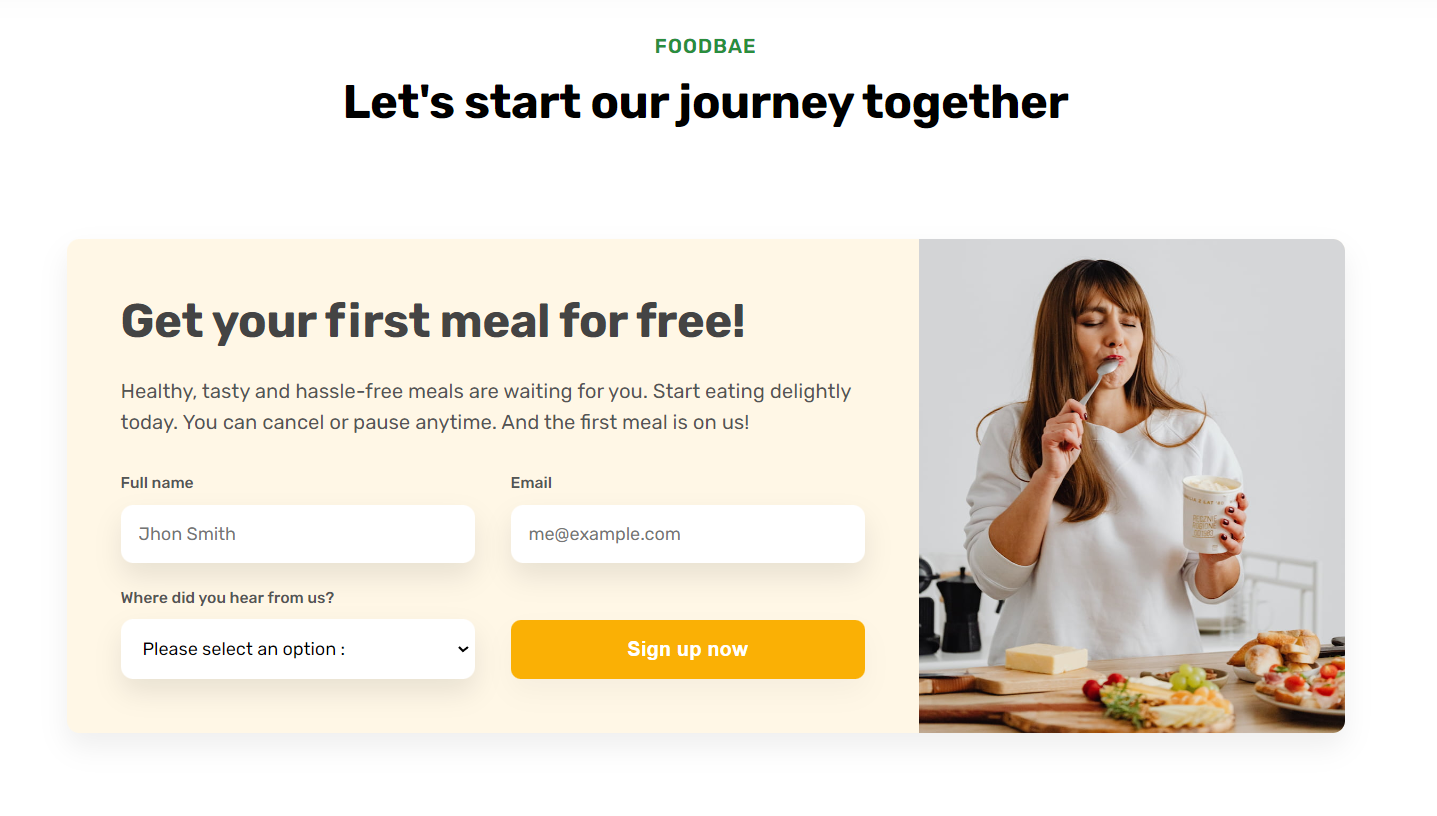 FOODBAE
Let's start our journey together
Get your first meal for free!
Healthy, tasty and hassle-free meals are waiting for you. Start eating delightly
today. You can cancel or pause anytime. And the first meal is on us!
Full name
Email
Jhon Smith
me@example.com
Where did you hear from us?
Please select an option :
Sign up now